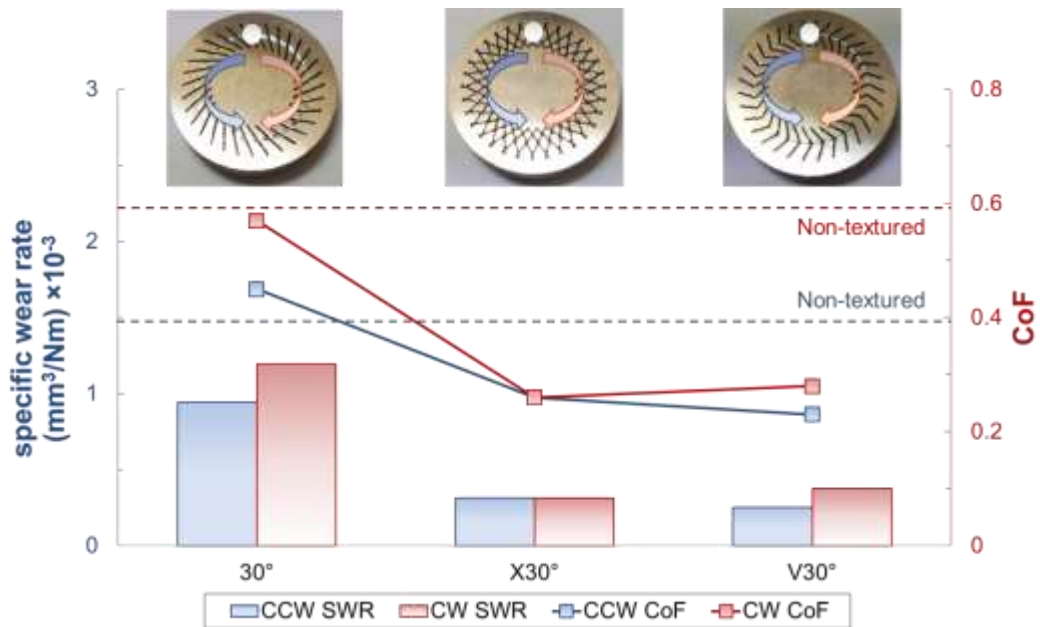 3
2
1
0
specific wear rate
(mm³/Nm) ×10⁻³
0.8
0.6
0.4
0.2
0
CoF
Non-textured
Non-textured
30°
X30°
V30°
CCW SWR
CW SWR
CCW CoF
CW CoF